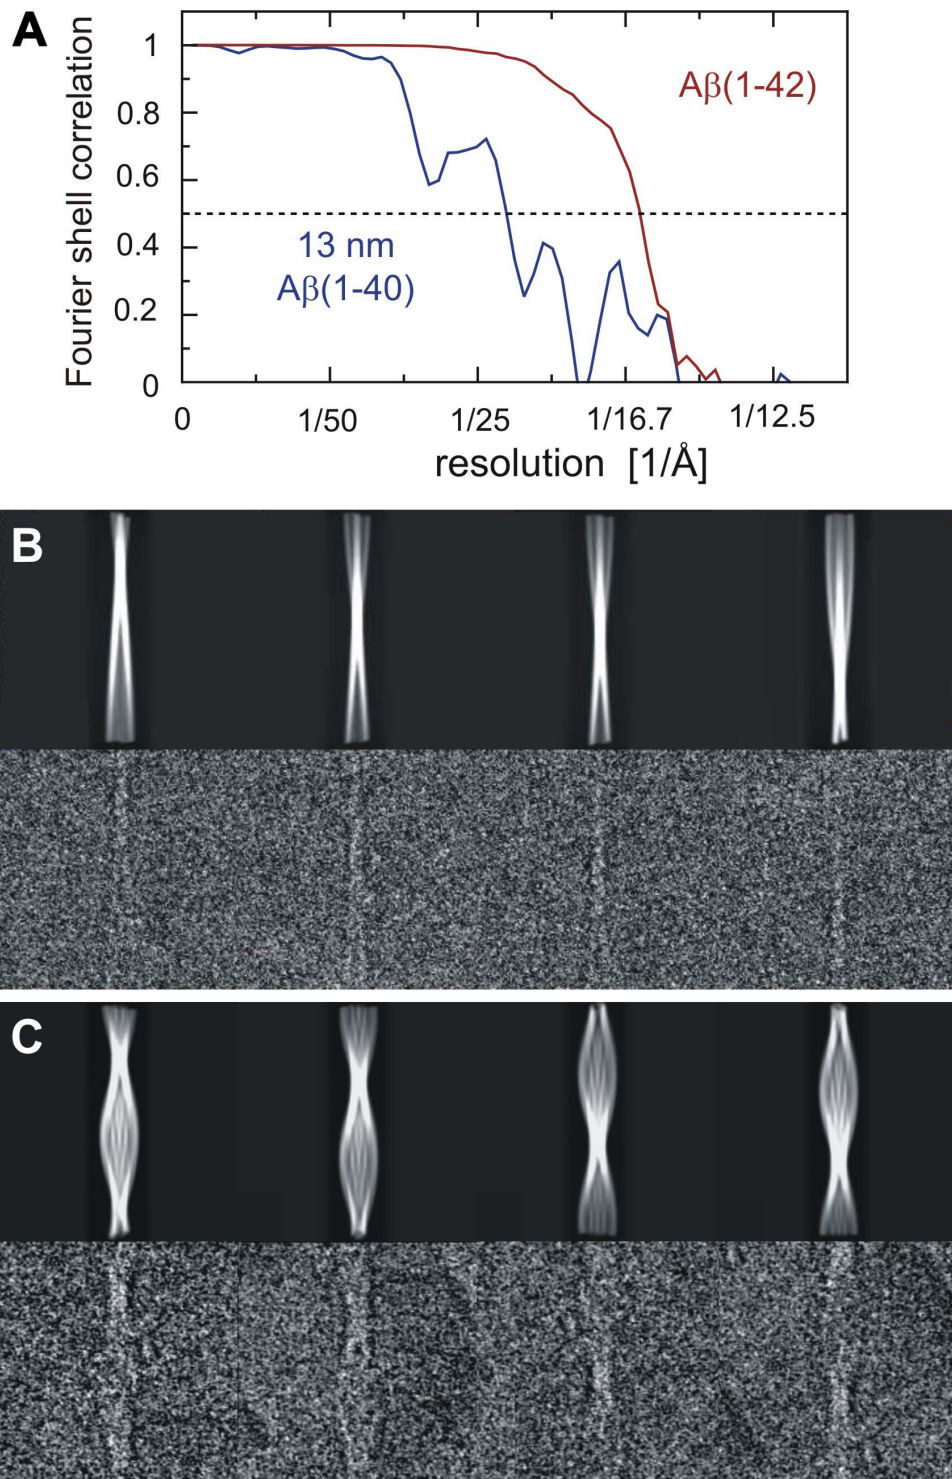 A
Fourier shell correlation
1
0.8
0.6
0.4
0.2
0
Aβ(1-42)
13 nm
Aβ(1-40)
0 1/50 1/25 1/16.7 1/12.5
resolution [1/Å]
B
C